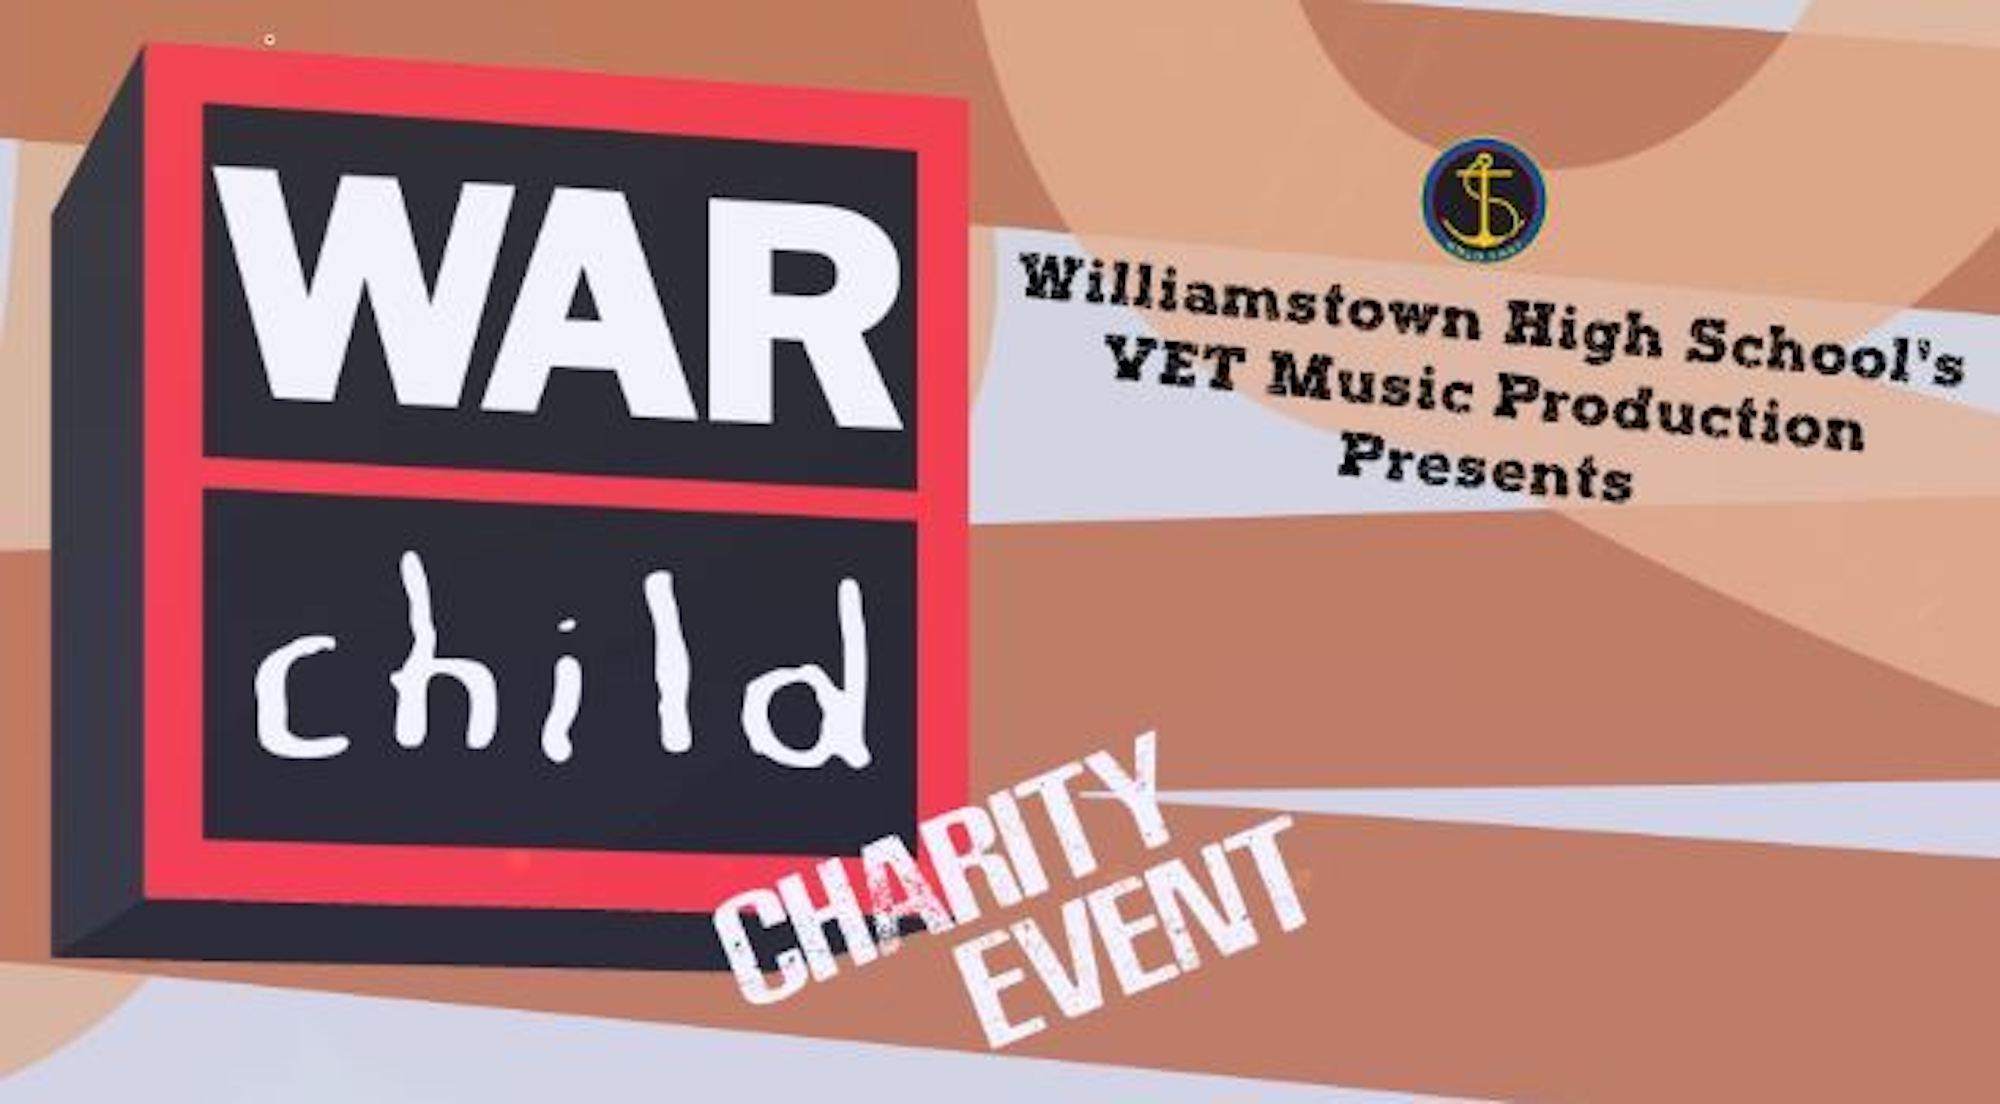 WAR
child
Williamstown High School's
VET Music Production
Presents
CHARITY
EVENT